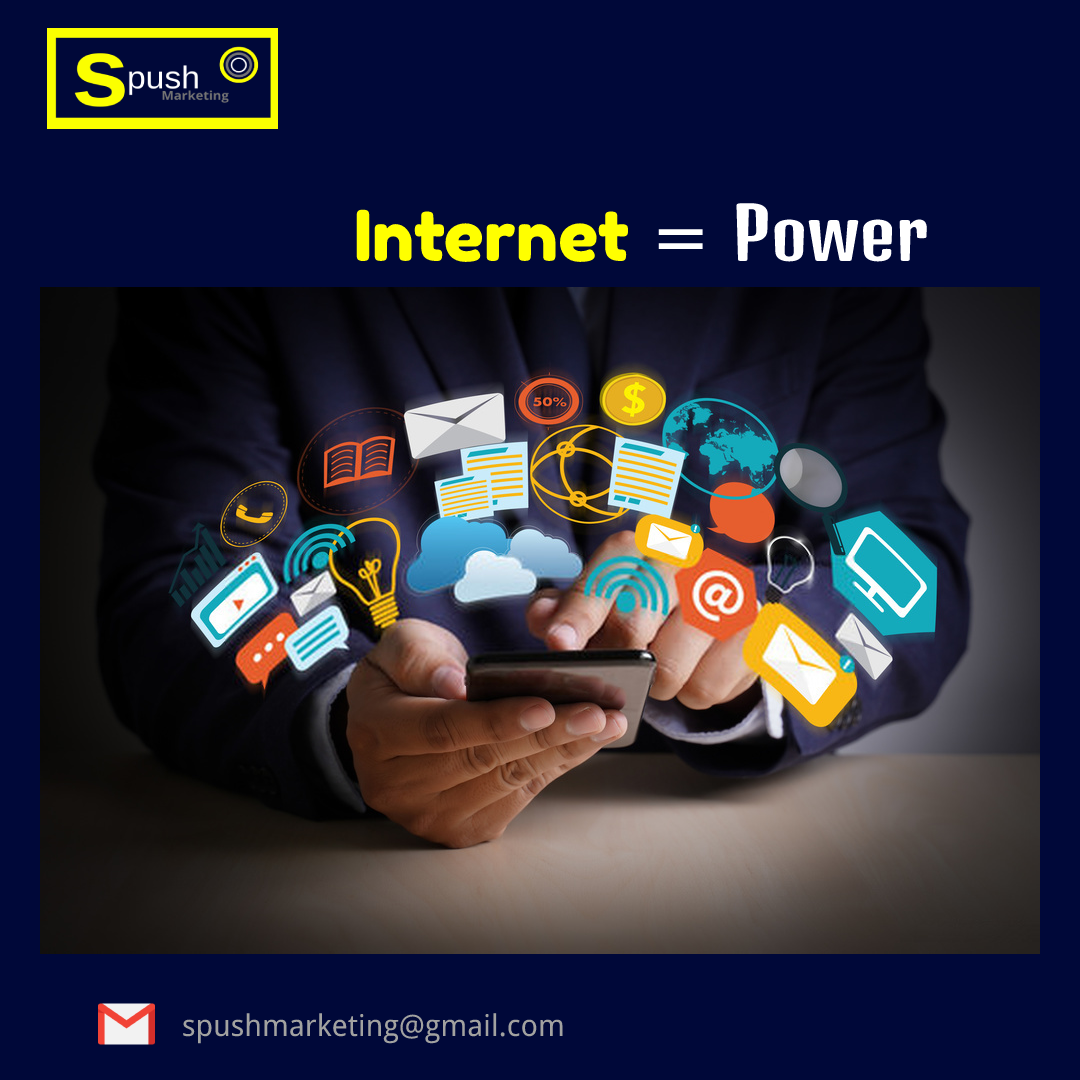 Spush
Marketing
Internet = Power
50%
$
@
spushmarketing@gmail.com